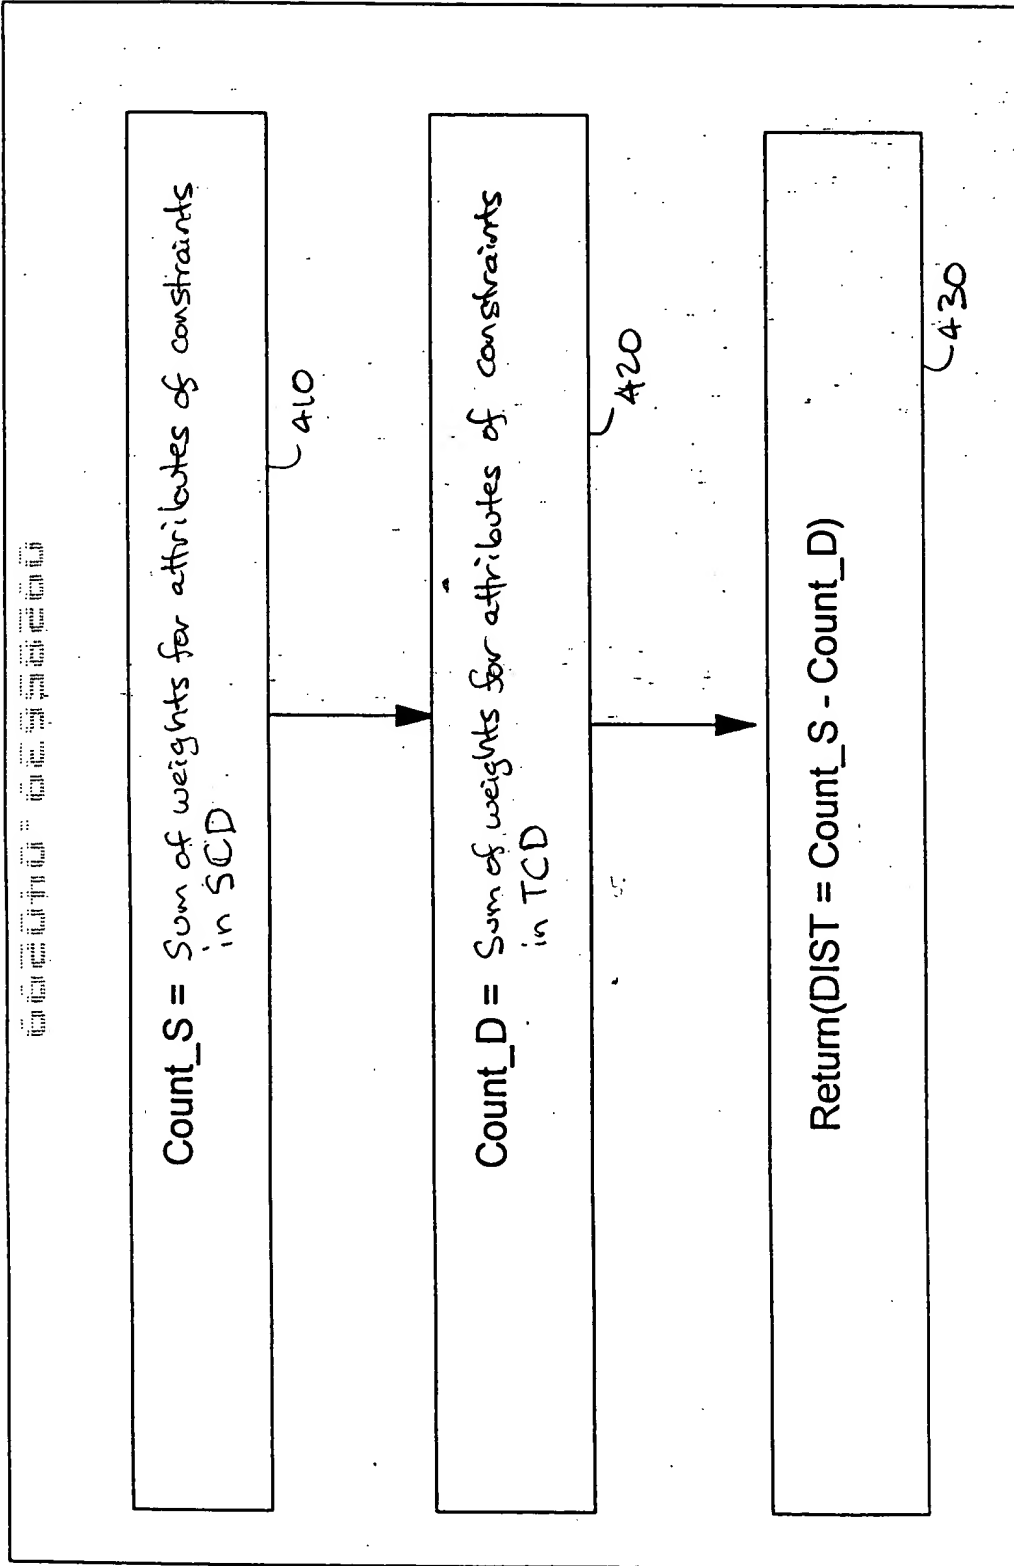 Count_S = Sum of weights for attributes of constraints
in SCD
410
Count_D = Sum of weights for attributes of constraints
in TCD
420
Return(DIST = Count_S - Count_D)
430